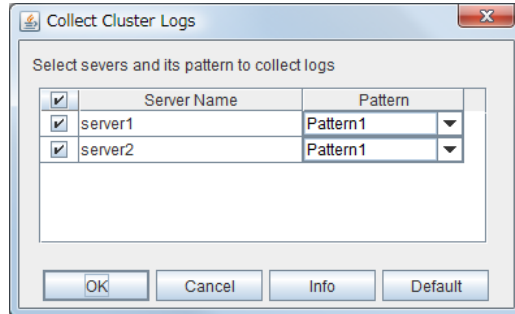 Collect Cluster Logs
Select severs and its pattern to collect logs
Server Name Pattern
server1 Pattern1
server2 Pattern1
OK Cancel Info Default